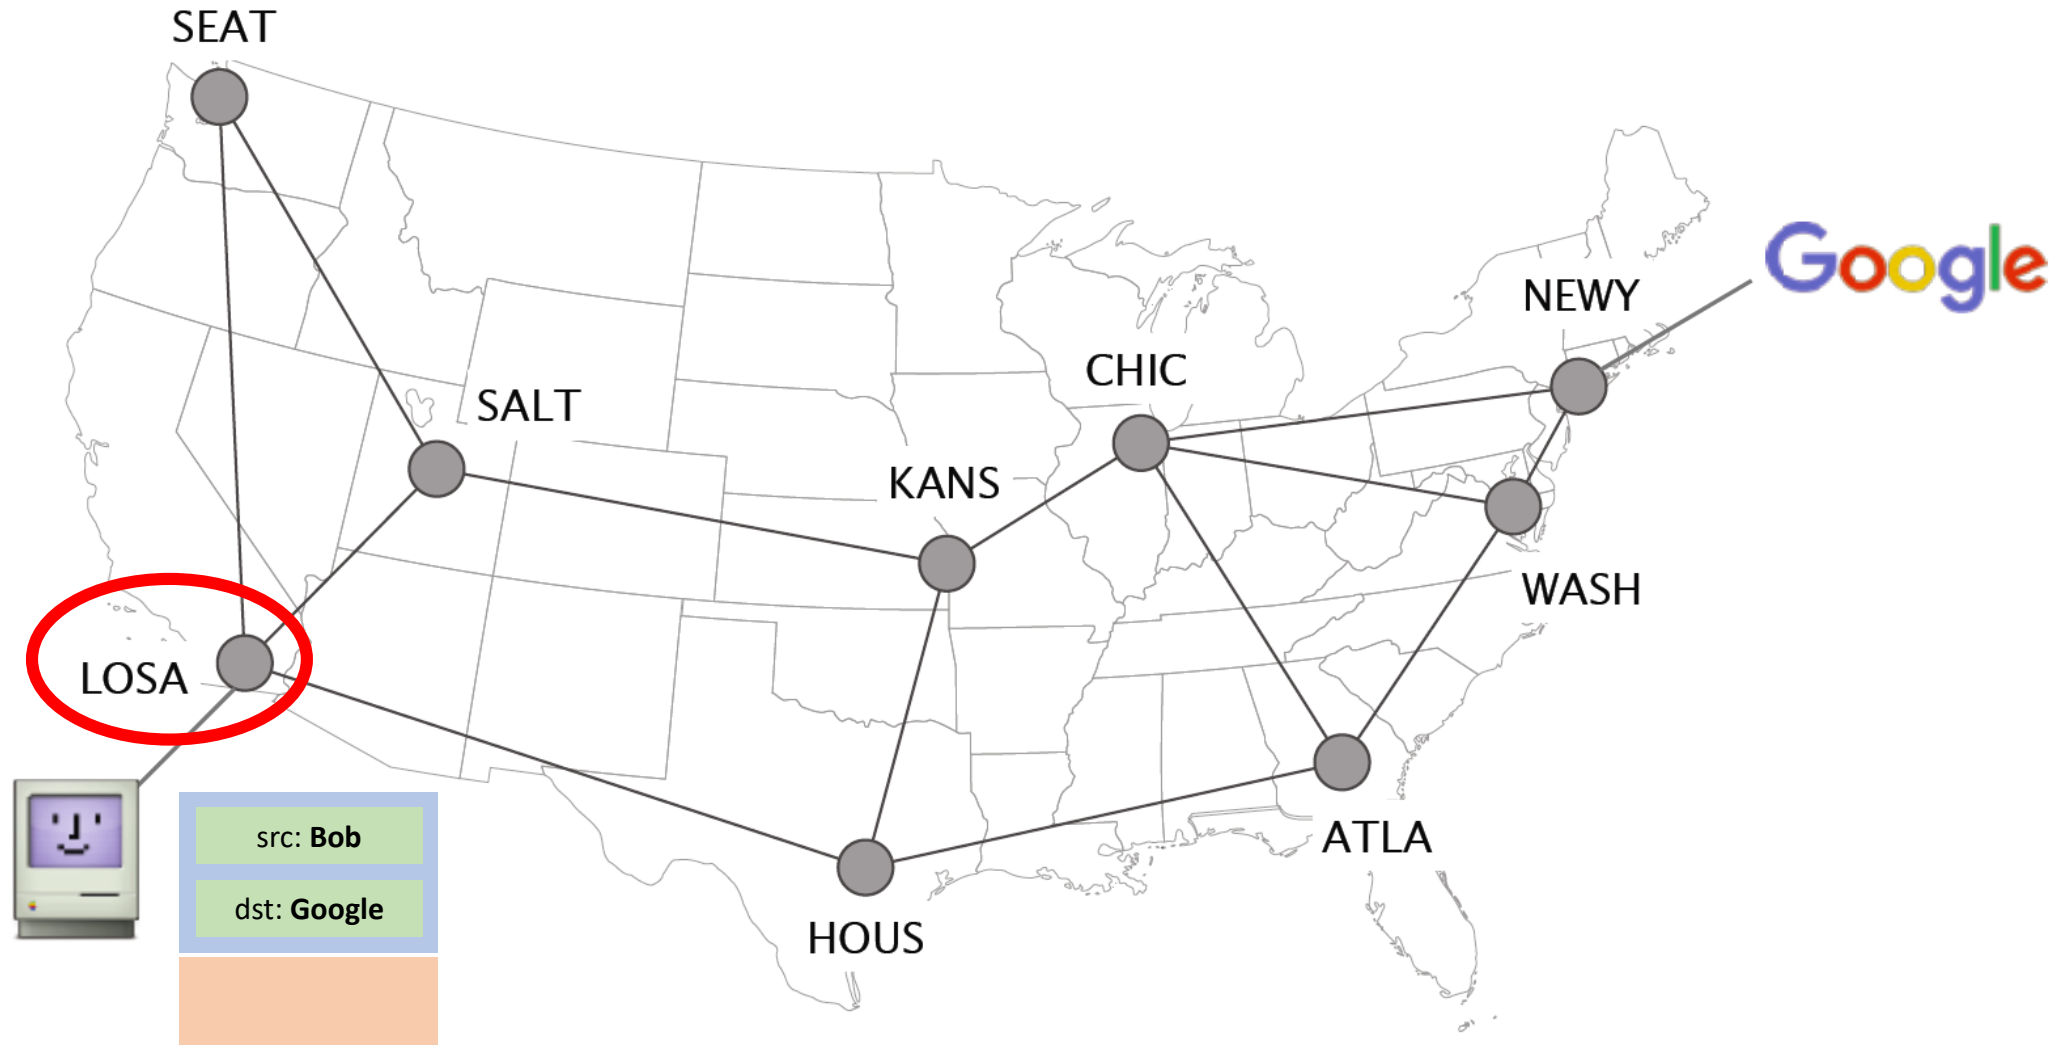 SEAT
Google
NEWY
CHIC
SALT
KANS
WASH
LOSA
src: Bob
ATLA
dst: Google
HOUS